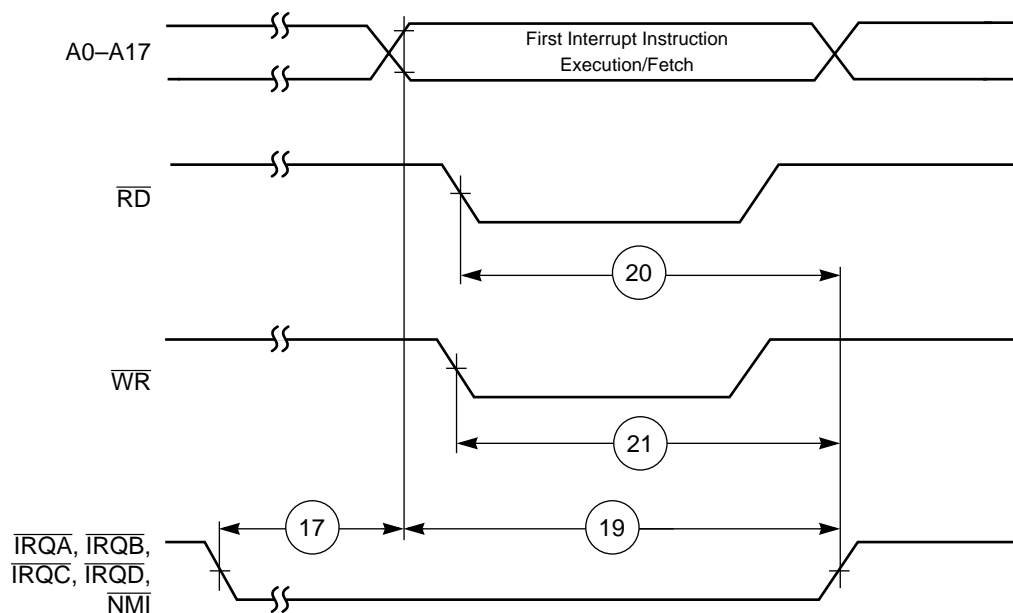 A0–A17
First Interrupt Instruction
Execution/Fetch
RD
20
WR
21
17
19
IRQA, IRQB,
IRQC, IRQD,
NMI